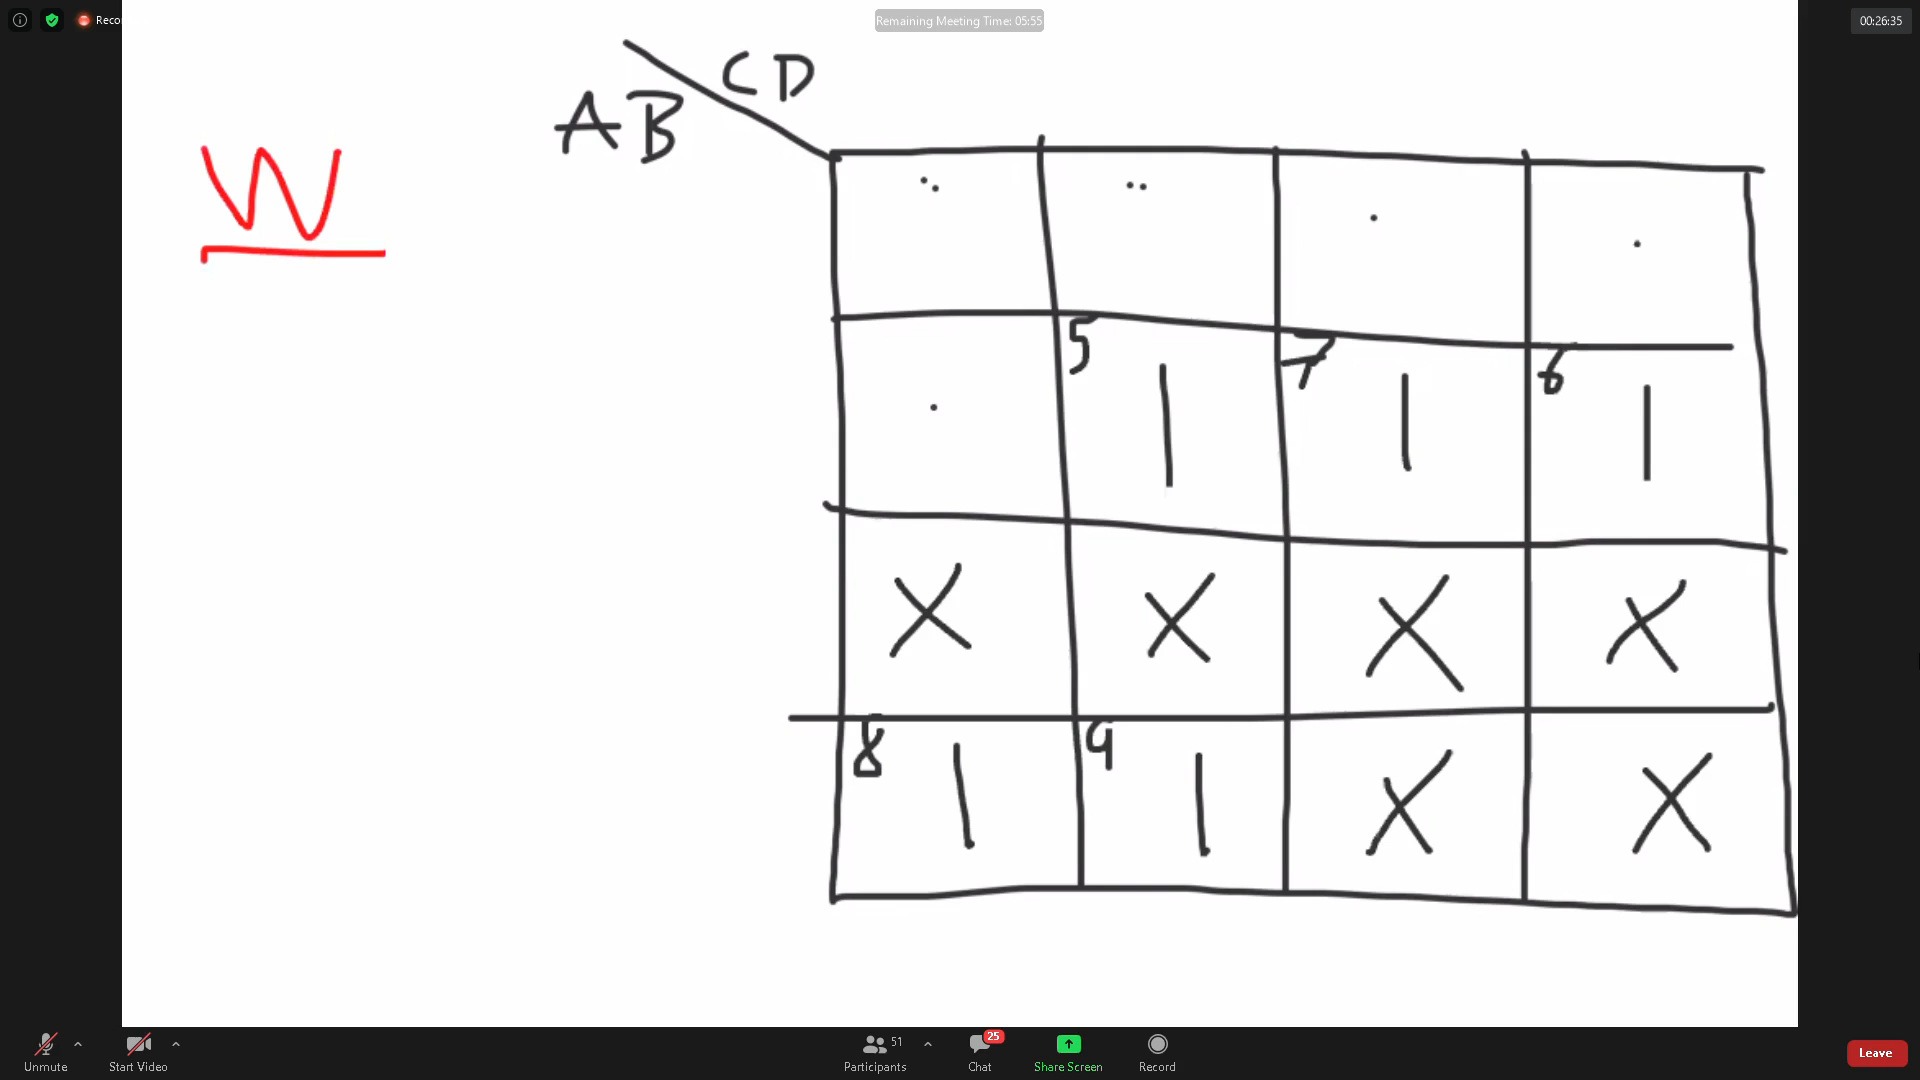 Remaining Meeting Time: 05:55
Reco
00:26:35
CD
AB
W
5 7 6
1 1 1
X X X X
8 9
1 1 X X
51
25
Unmute Start Video Participants Chat Share Screen Record Leave